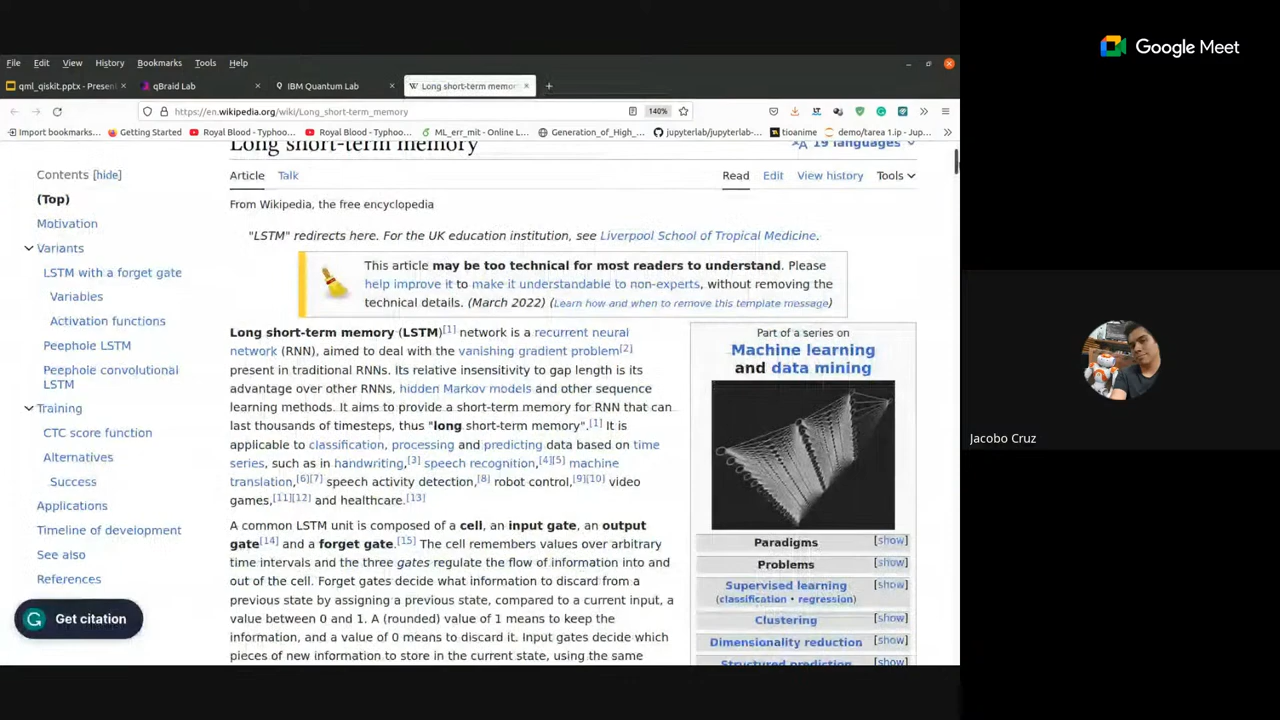 Google Meet
File Edit View History Bookmarks Tools Help
qml_qiskit.pptx - Present
qBraid Lab
IBM Quantum Lab
Long short-term memor
https://en.wikipedia.org/wiki/Long_short-term_memory
140%
Import bookmarks...
Getting Started
Royal Blood - Typhoo...
Royal Blood - Typhoo...
ML_err_mit - Online L...
Generation_of_High_...
jupyterlab/jupyterlab-...
tioanime
demo/tarea 1.ip - Jup...
Long short-term memory
19 languages
Contents [hide]
(Top)
Motivation
Variants
LSTM with a forget gate
Variables
Activation functions
Peephole LSTM
Peephole convolutional
LSTM
Training
CTC score function
Alternatives
Success
Applications
Timeline of development
See also
References
Get citation
Article Talk
Read Edit View history Tools
From Wikipedia, the free encyclopedia
"LSTM" redirects here. For the UK education institution, see Liverpool School of Tropical Medicine.
This article may be too technical for most readers to understand. Please
help improve it to make it understandable to non-experts, without removing the
technical details. (March 2022) (Learn how and when to remove this template message)
Long short-term memory (LSTM)[1] network is a recurrent neural
network (RNN), aimed to deal with the vanishing gradient problem[2]
present in traditional RNNs. Its relative insensitivity to gap length is its
advantage over other RNNs, hidden Markov models and other sequence
learning methods. It aims to provide a short-term memory for RNN that can
last thousands of timesteps, thus "long short-term memory".[1] It is
applicable to classification, processing and predicting data based on time
series, such as in handwriting,[3] speech recognition,[4][5] machine
translation,[6][7] speech activity detection,[8] robot control,[9][10] video
games,[11][12] and healthcare.[13]
A common LSTM unit is composed of a cell, an input gate, an output
gate[14] and a forget gate.[15] The cell remembers values over arbitrary
time intervals and the three gates regulate the flow of information into and
out of the cell. Forget gates decide what information to discard from a
previous state by assigning a previous state, compared to a current input, a
value between 0 and 1. A (rounded) value of 1 means to keep the
information, and a value of 0 means to discard it. Input gates decide which
pieces of new information to store in the current state, using the same
Part of a series on
Machine learning
and data mining
Paradigms [show]
Problems [show]
Supervised learning [show]
(classification • regression)
Clustering [show]
Dimensionality reduction [show]
Structured prediction [show]
Jacobo Cruz